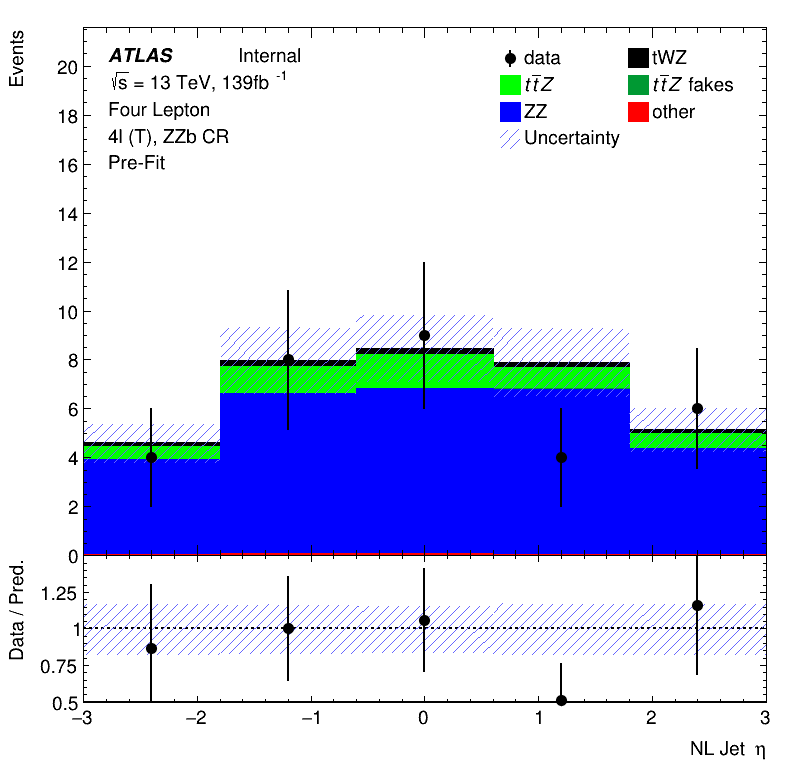 Events
ATLAS Internal
√s = 13 TeV, 139fb -1
Four Lepton
4l (T), ZZb CR
Pre-Fit
data tWZ
tt̄Z tt̄Z fakes
ZZ other
Uncertainty
20
18
16
14
12
10
8
6
4
2
0
Data / Pred.
1.25
1
0.75
0.5
−3 −2 −1 0 1 2 3
NL Jet η